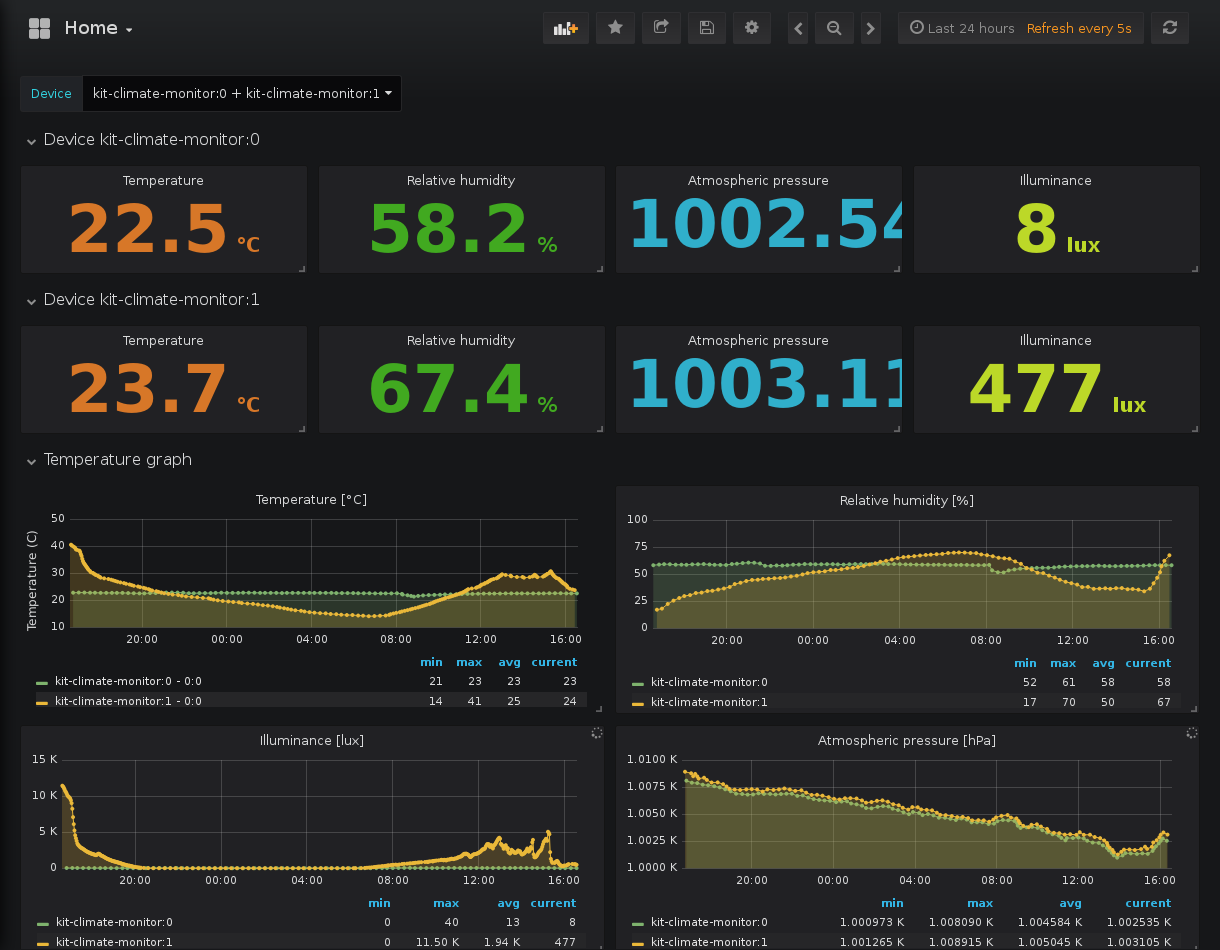 Home
Last 24 hours Refresh every 5s
Device kit-climate-monitor:0 + kit-climate-monitor:1
Device kit-climate-monitor:0
Temperature Relative humidity Atmospheric pressure Illuminance
22.5 °C 58.2 % 1002.54 8 lux
Device kit-climate-monitor:1
Temperature Relative humidity Atmospheric pressure Illuminance
23.7 °C 67.4 % 1003.11 477 lux
Temperature graph
Temperature [°C]
Temperature (C)
50
40
30
20
10
20:00 00:00 04:00 08:00 12:00 16:00
min max avg current
kit-climate-monitor:0 - 0:0 21 23 23 23
kit-climate-monitor:1 - 0:0 14 41 25 24
Relative humidity [%]
100
75
50
25
0
20:00 00:00 04:00 08:00 12:00 16:00
min max avg current
kit-climate-monitor:0 52 61 58 58
kit-climate-monitor:1 17 70 50 67
Illuminance [lux]
15 K
10 K
5 K
0
20:00 00:00 04:00 08:00 12:00 16:00
min max avg current
kit-climate-monitor:0 0 40 13 8
kit-climate-monitor:1 0 11.50 K 1.94 K 477
Atmospheric pressure [hPa]
1.0100 K
1.0075 K
1.0050 K
1.0025 K
1.0000 K
20:00 00:00 04:00 08:00 12:00 16:00
min max avg current
kit-climate-monitor:0 1.000973 K 1.008090 K 1.004584 K 1.002535 K
kit-climate-monitor:1 1.001265 K 1.008915 K 1.005045 K 1.003105 K